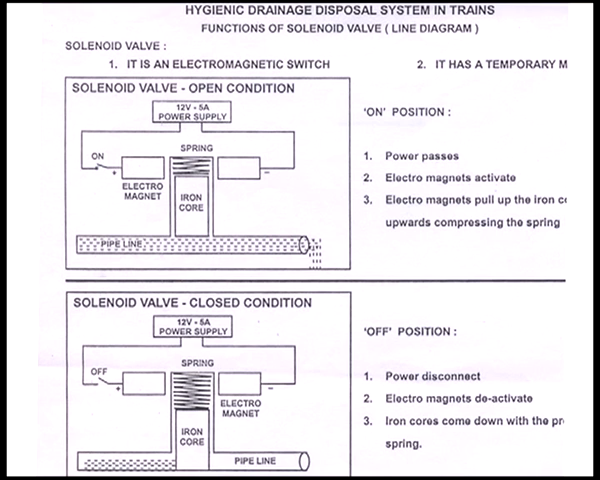 HYGIENIC DRAINAGE DISPOSAL SYSTEM IN TRAINS
FUNCTIONS OF SOLENOID VALVE ( LINE DIAGRAM )
SOLENOID VALVE :
1. IT IS AN ELECTROMAGNETIC SWITCH
2. IT HAS A TEMPORARY M
SOLENOID VALVE - OPEN CONDITION
12V - 5A
POWER SUPPLY
SPRING
ON
+
–
ELECTRO
MAGNET
IRON
CORE
PIPE LINE
'ON' POSITION :
1. Power passes
2. Electro magnets activate
3. Electro magnets pull up the iron co
upwards compressing the spring
SOLENOID VALVE - CLOSED CONDITION
12V - 5A
POWER SUPPLY
SPRING
OFF
+
–
ELECTRO
MAGNET
IRON
CORE
PIPE LINE
'OFF' POSITION :
1. Power disconnect
2. Electro magnets de-activate
3. Iron cores come down with the pre
spring.